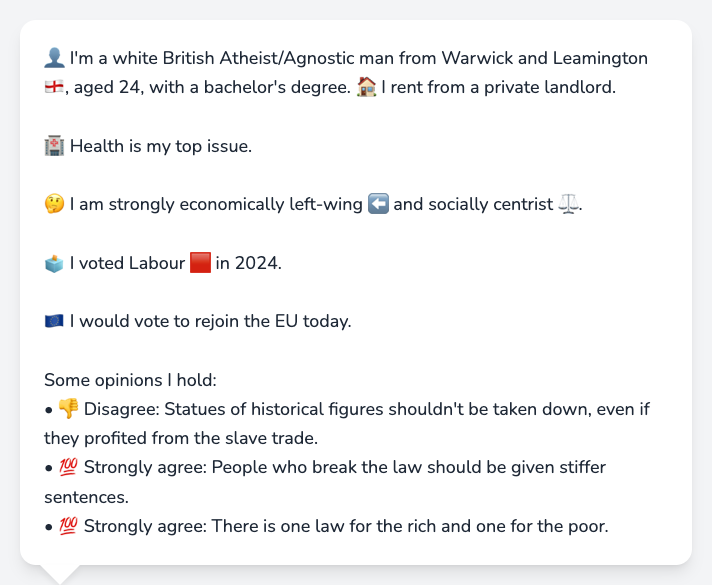 👤 I'm a white British Atheist/Agnostic man from Warwick and Leamington
🏴󠁧󠁢󠁥󠁮󠁧󠁿, aged 24, with a bachelor's degree. 🏠 I rent from a private landlord.
🏥 Health is my top issue.
🤔 I am strongly economically left-wing ⬅️ and socially centrist ⚖️.
🗳️ I voted Labour 🟥 in 2024.
🇪🇺 I would vote to rejoin the EU today.
Some opinions I hold:
• 👎 Disagree: Statues of historical figures shouldn't be taken down, even if
they profited from the slave trade.
• 💯 Strongly agree: People who break the law should be given stiffer
sentences.
• 💯 Strongly agree: There is one law for the rich and one for the poor.